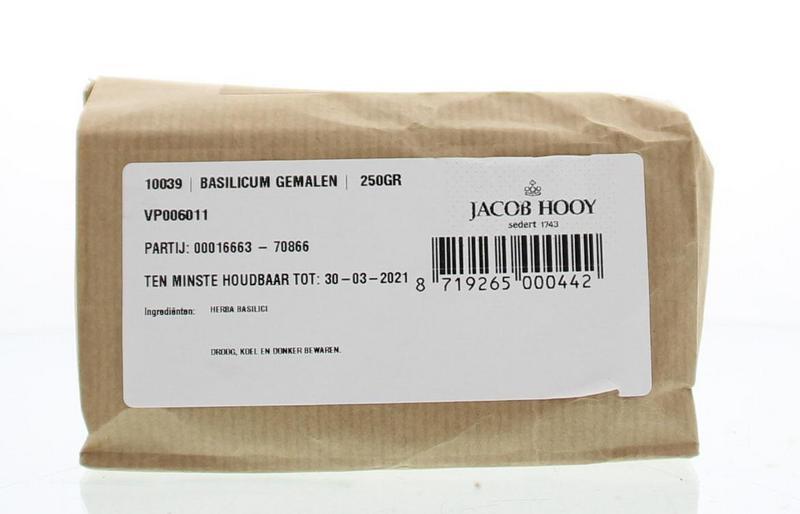 10039 | BASILICUM GEMALEN | 250GR
VP006011
PARTIJ: 00016663 - 70866
TEN MINSTE HOUDBAAR TOT: 30-03-2021
Ingrediënten: HERBA BASILICI
DROOG, KOEL EN DONKER BEWAREN.
JACOB HOOY
sedert 1743
8 719265 000442